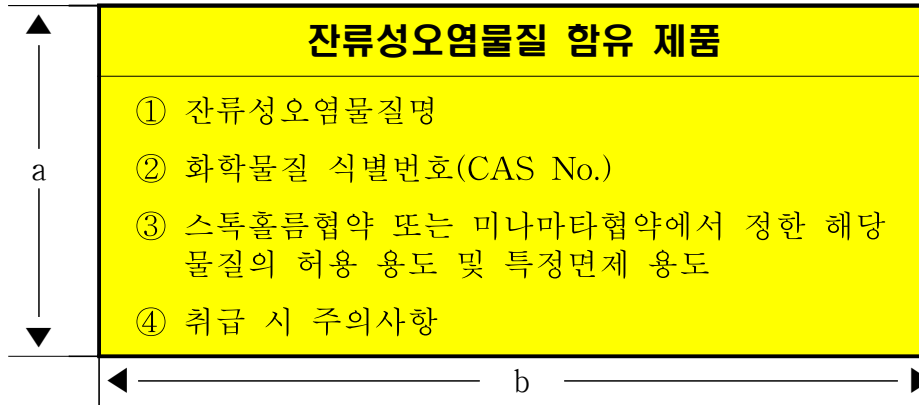 잔류성오염물질 함유 제품
① 잔류성오염물질명
② 화학물질 식별번호(CAS No.)
a
③ 스톡홀름협약 또는 미나마타협약에서 정한 해당
물질의 허용 용도 및 특정면제 용도
④ 취급 시 주의사항
b